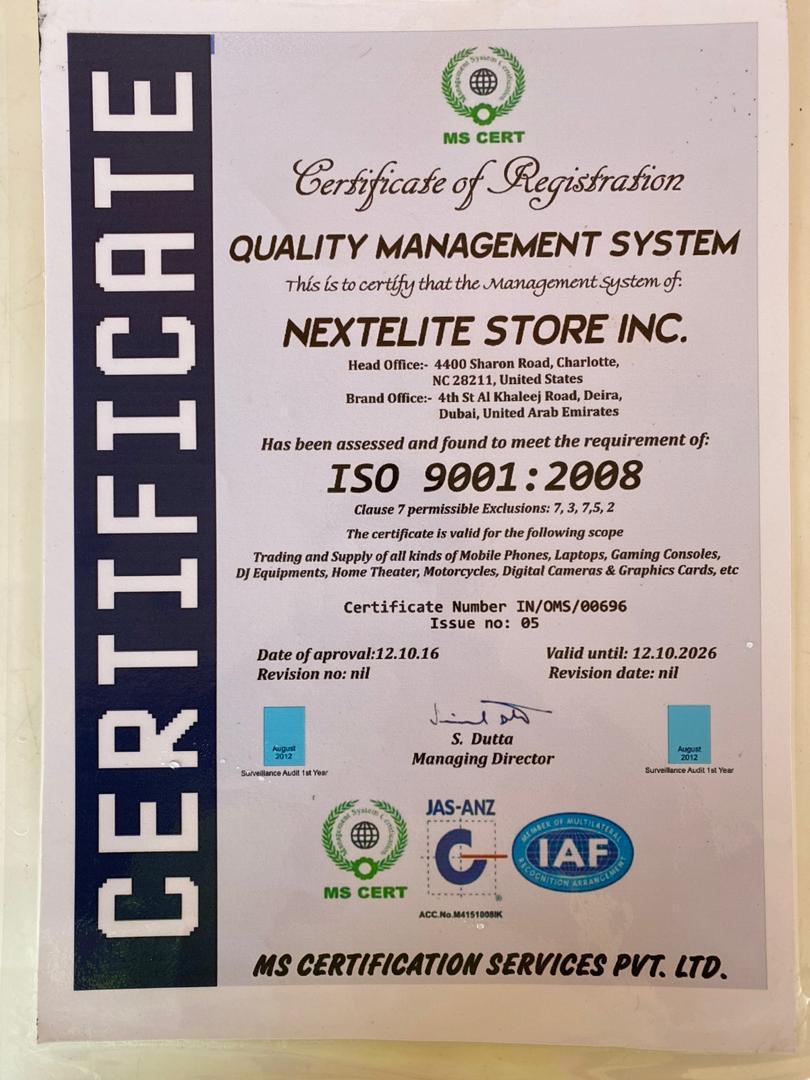 CERTIFICATE
Management System Certification
MS CERT
Certificate of Registration
QUALITY MANAGEMENT SYSTEM
This is to certify that the Management System of:
NEXTELITE STORE INC.
Head Office:- 4400 Sharon Road, Charlotte,
NC 28211, United States
Brand Office:- 4th St Al Khaleej Road, Deira,
Dubai, United Arab Emirates
Has been assessed and found to meet the requirement of:
ISO 9001:2008
Clause 7 permissible Exclusions: 7, 3, 7,5, 2
The certificate is valid for the following scope
Trading and Supply of all kinds of Mobile Phones, Laptops, Gaming Consoles,
DJ Equipments, Home Theater, Motorcycles, Digital Cameras & Graphics Cards, etc
Certificate Number IN/OMS/00696
Issue no: 05
Date of aproval:12.10.16 Valid until: 12.10.2026
Revision no: nil Revision date: nil
August
2012
Surveillance Audit 1st Year
S. Dutta
Managing Director
August
2012
Surveillance Audit 1st Year
Management System Certification
MS CERT
JAS-ANZ
®
ACC.No.M4151008IK
MEMBER OF MULTILATERAL
IAF
RECOGNITION ARRANGEMENT
MS CERTIFICATION SERVICES PVT. LTD.